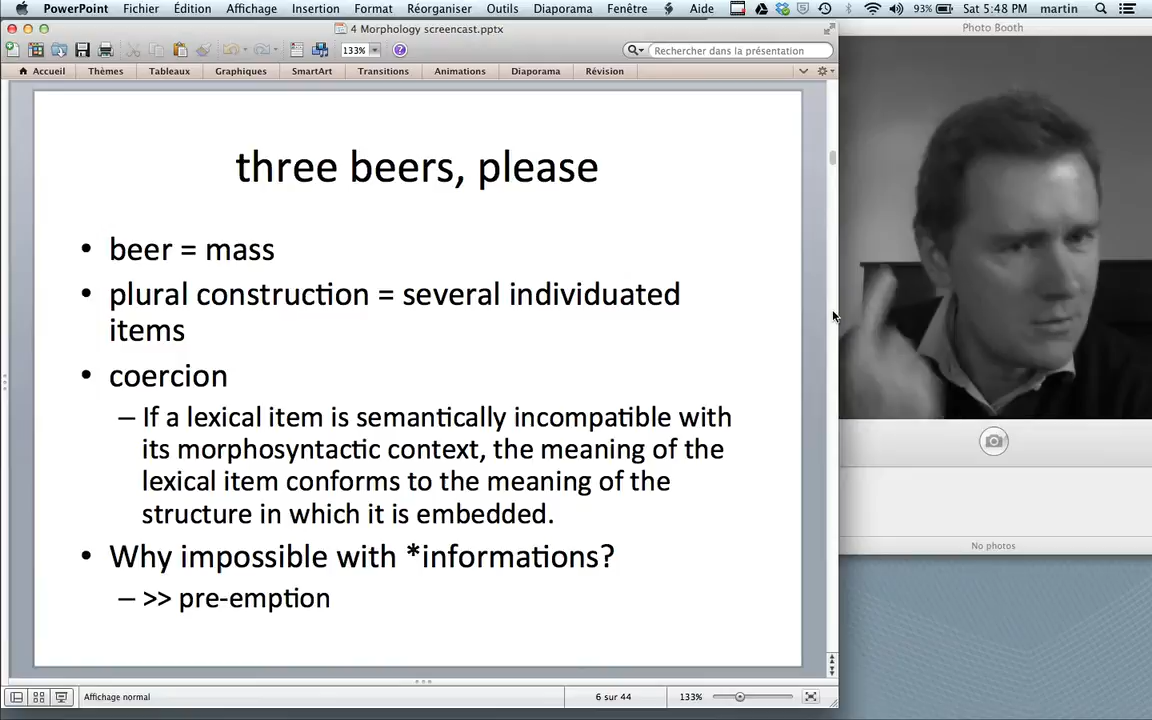 PowerPoint Fichier Édition Affichage Insertion Format Réorganiser Outils Diaporama Fenêtre Aide 93% Sat 5:48 PM martin
4 Morphology screencast.pptx
Photo Booth
133%
Rechercher dans la présentation
Accueil Thèmes Tableaux Graphiques SmartArt Transitions Animations Diaporama Révision
three beers, please
• beer = mass
• plural construction = several individuated
items
• coercion
– If a lexical item is semantically incompatible with
its morphosyntactic context, the meaning of the
lexical item conforms to the meaning of the
structure in which it is embedded.
• Why impossible with *informations?
– >> pre-emption
No photos
Affichage normal 6 sur 44 133%